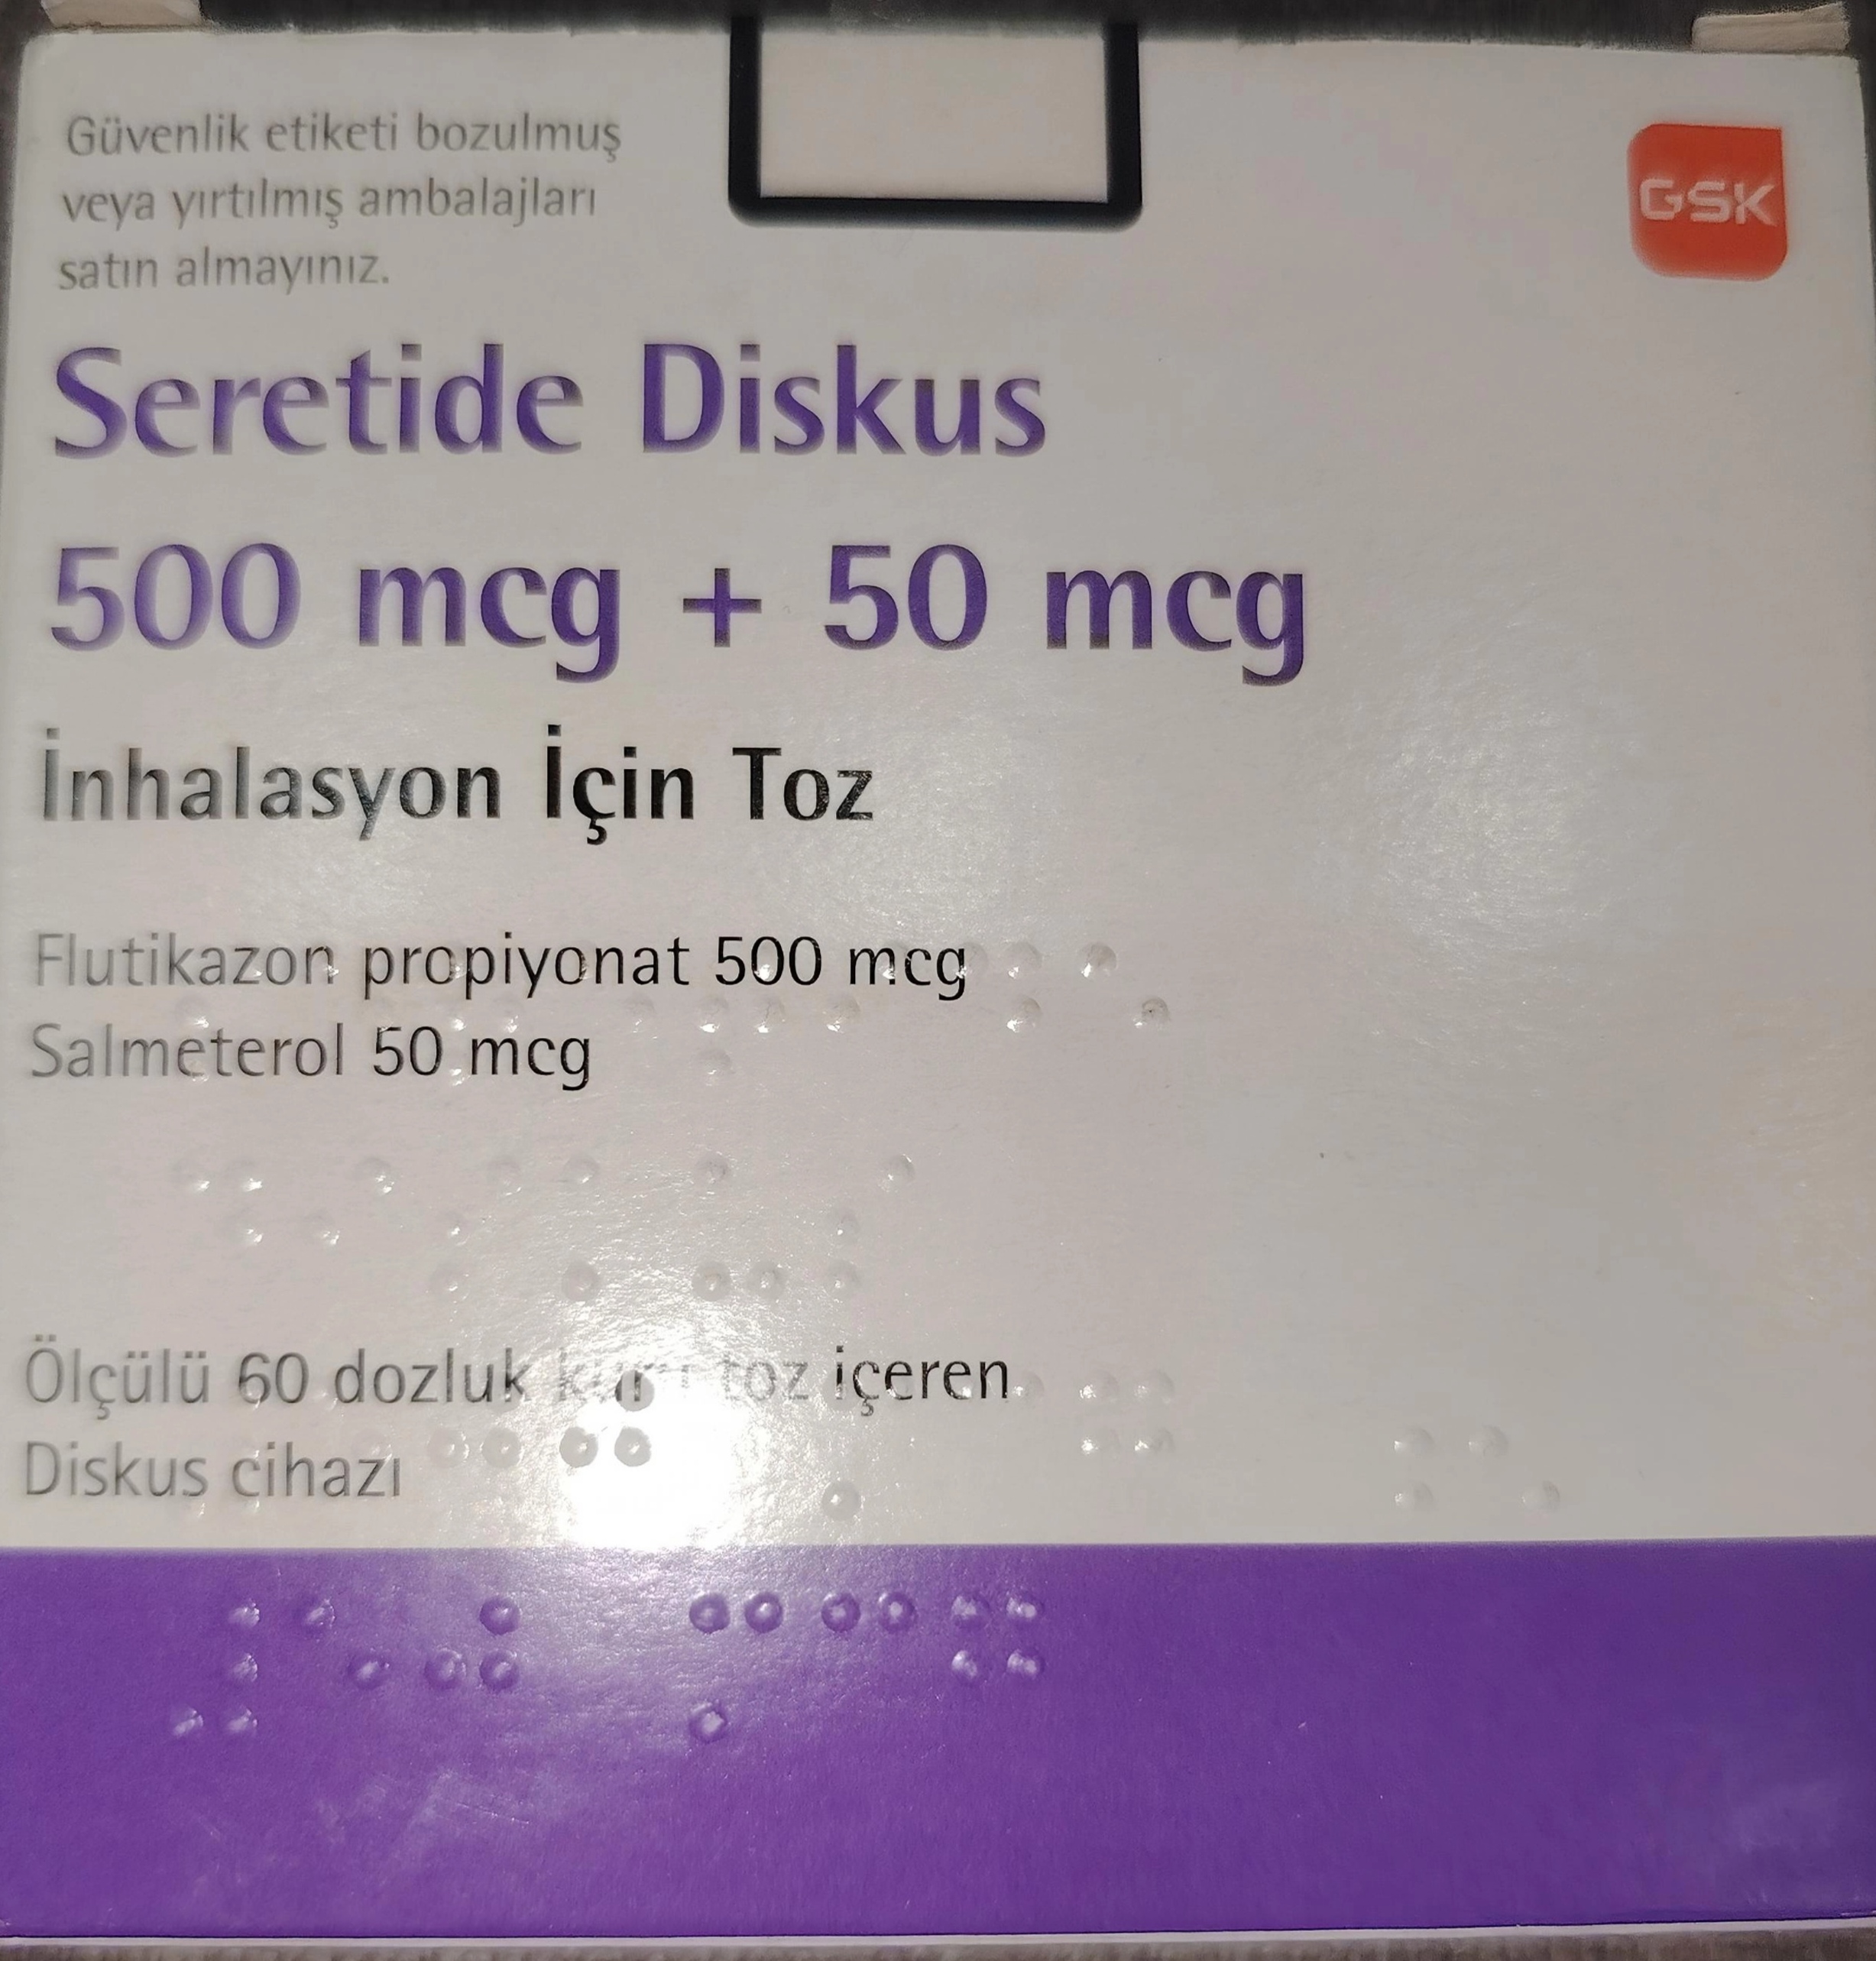 Güvenlik etiketi bozulmuş
veya yırtılmış ambalajları
satın almayınız.
GSK
Seretide Diskus
500 mcg + 50 mcg
İnhalasyon İçin Toz
Flutikazon propiyonat 500 mcg
Salmeterol 50 mcg
Ölçülü 60 dozluk kuru toz içeren
Diskus cihazı